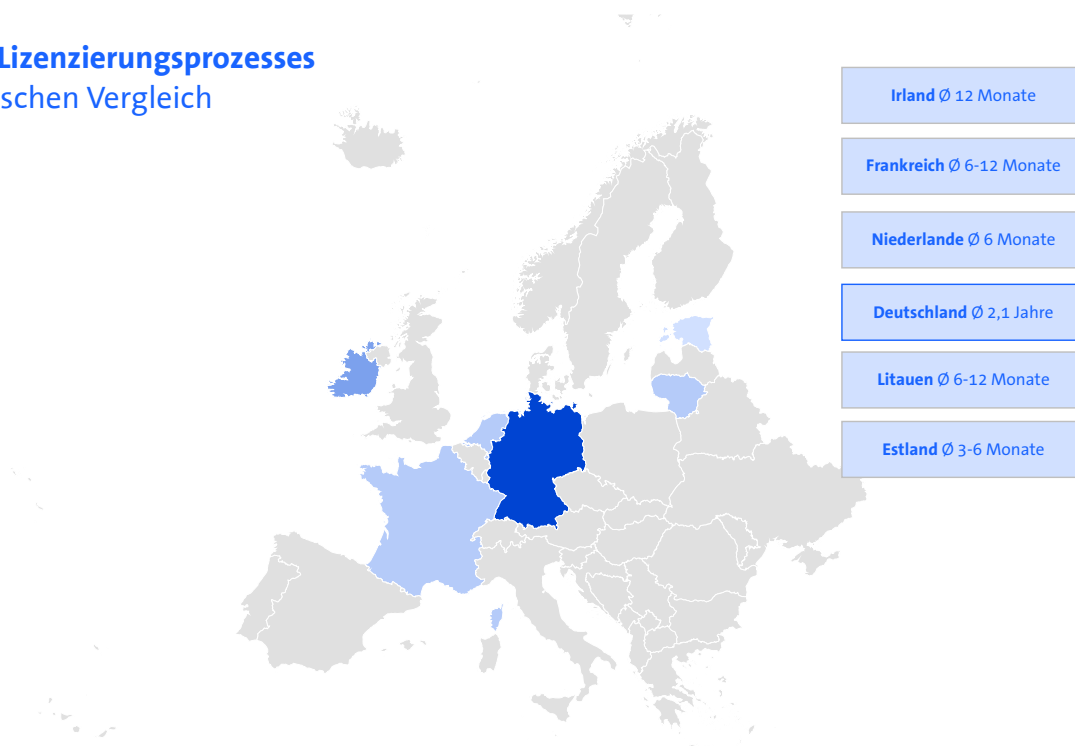 Lizenzierungsprozesses
schen Vergleich
Irland Ø 12 Monate
Frankreich Ø 6-12 Monate
Niederlande Ø 6 Monate
Deutschland Ø 2,1 Jahre
Litauen Ø 6-12 Monate
Estland Ø 3-6 Monate